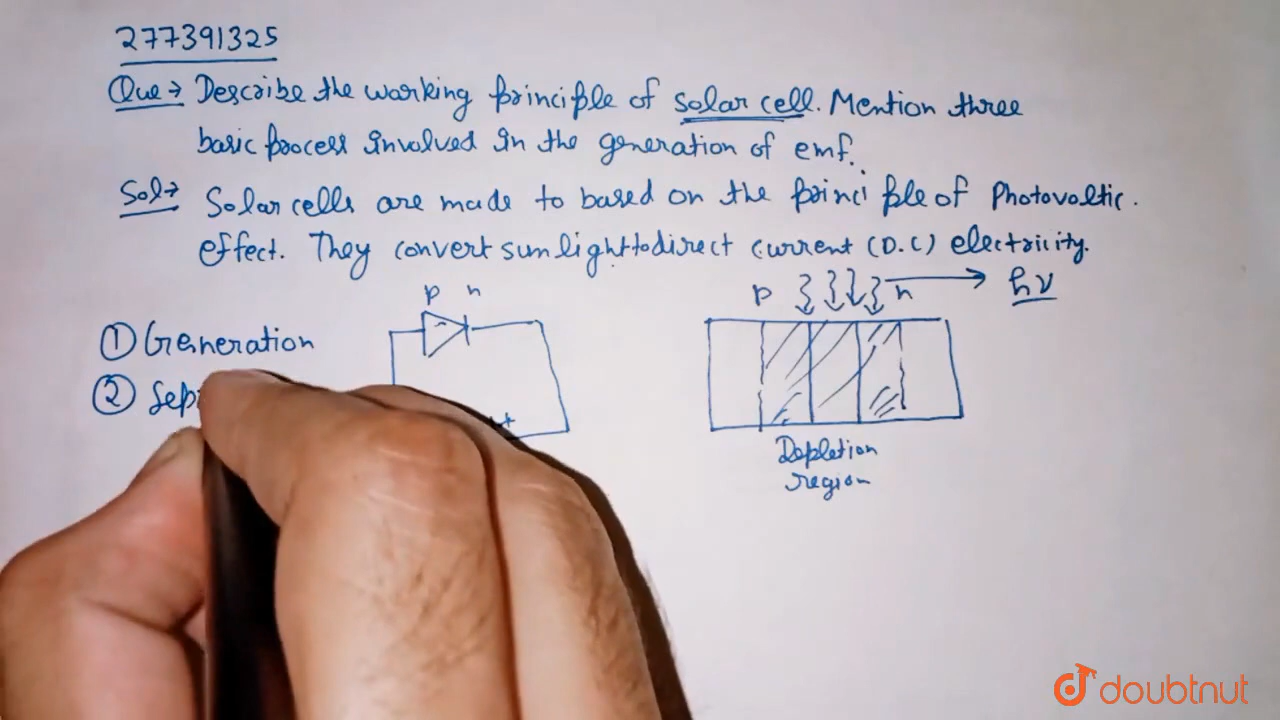 277391325
Que → Describe the working principle of solar cell. Mention three
basic process involved in the generation of emf.
Sol → Solar cells are made to based on the principle of Photovoltic.
effect. They convert sunlight to direct current (D.C) electricity.
p n
p n hν
① Generation
② Sep
+
Depletion
region
doubtnut